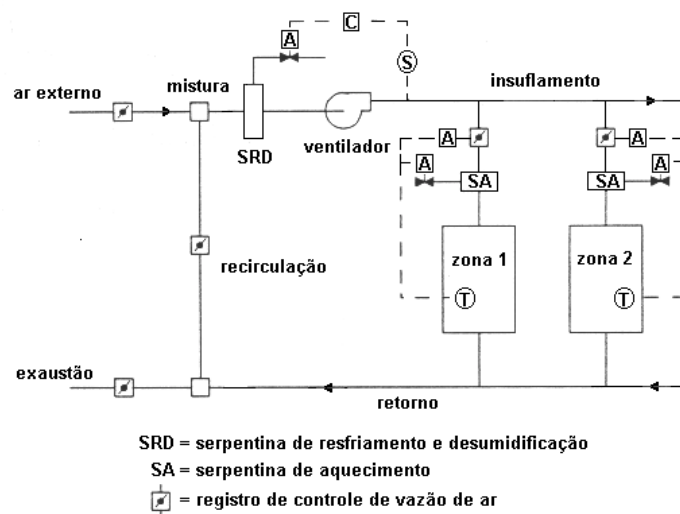 A
C
S
ar externo
mistura
SRD
ventilador
insuflamento
A
A
A
A
SA
SA
zona 1
zona 2
T
T
recirculação
exaustão
retorno
SRD = serpentina de resfriamento e desumidificação
SA = serpentina de aquecimento
= registro de controle de vazão de ar